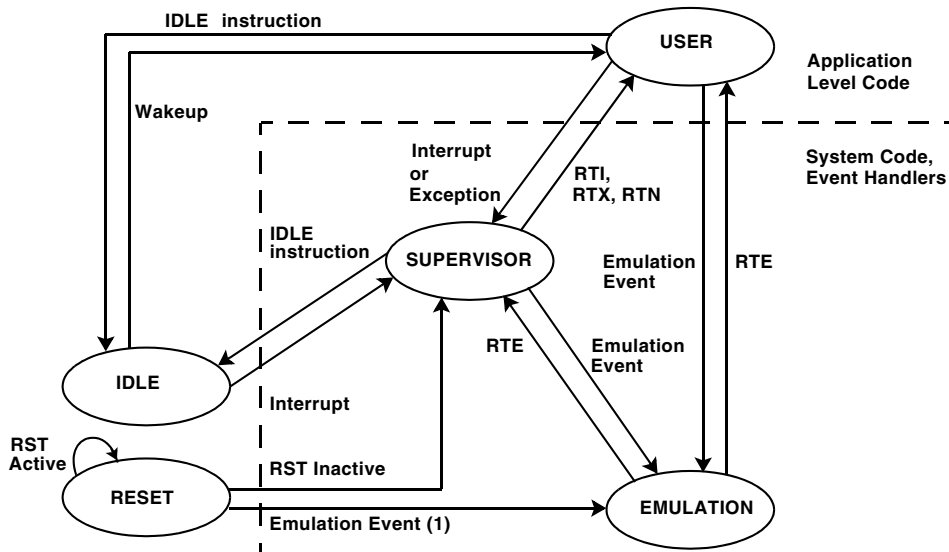 IDLE instruction
USER
Application
Level Code
Wakeup
System Code,
Event Handlers
Interrupt
or
Exception
RTI,
RTX, RTN
IDLE
instruction
SUPERVISOR
Emulation
Event
RTE
RTE
Emulation
Event
IDLE
Interrupt
RST
Active
RST Inactive
RESET
EMULATION
Emulation Event (1)